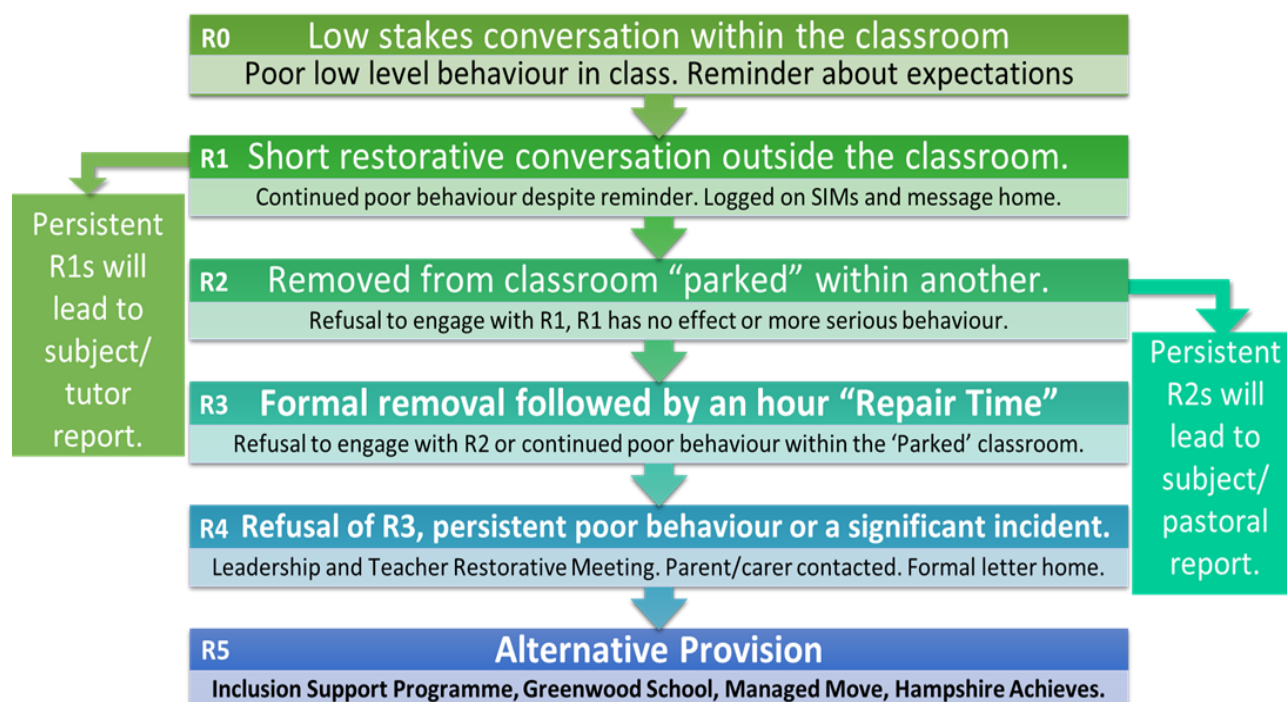 R0 Low stakes conversation within the classroom
Poor low level behaviour in class. Reminder about expectations
R1 Short restorative conversation outside the classroom.
Continued poor behaviour despite reminder. Logged on SIMs and message home.
Persistent
R1s will
lead to
subject/
tutor
report.
R2 Removed from classroom “parked” within another.
Refusal to engage with R1, R1 has no effect or more serious behaviour.
Persistent
R2s will
lead to
subject/
pastoral
report.
R3 Formal removal followed by an hour “Repair Time”
Refusal to engage with R2 or continued poor behaviour within the ‘Parked’ classroom.
R4 Refusal of R3, persistent poor behaviour or a significant incident.
Leadership and Teacher Restorative Meeting. Parent/carer contacted. Formal letter home.
R5 Alternative Provision
Inclusion Support Programme, Greenwood School, Managed Move, Hampshire Achieves.